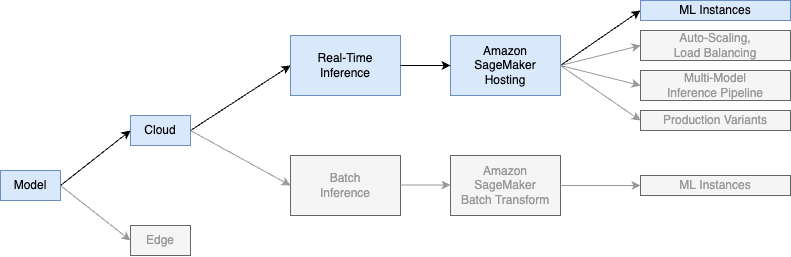 ML Instances
Auto-Scaling,
Load Balancing
Real-Time
Inference
Amazon
SageMaker
Hosting
Multi-Model
Inference Pipeline
Production Variants
Cloud
Model
Batch
Inference
Amazon
SageMaker
Batch Transform
ML Instances
Edge